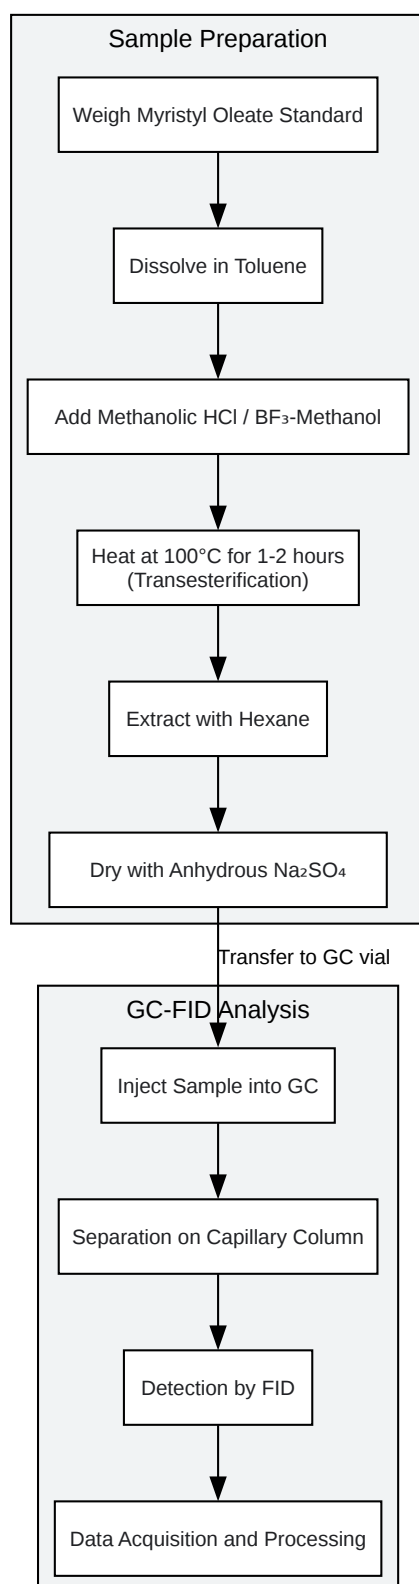 Sample Preparation
Weigh Myristyl Oleate Standard
Dissolve in Toluene
Add Methanolic HCl / BF₃-Methanol
Heat at 100°C for 1-2 hours
(Transesterification)
Extract with Hexane
Dry with Anhydrous Na₂SO₄
Transfer to GC vial
GC-FID Analysis
Inject Sample into GC
Separation on Capillary Column
Detection by FID
Data Acquisition and Processing